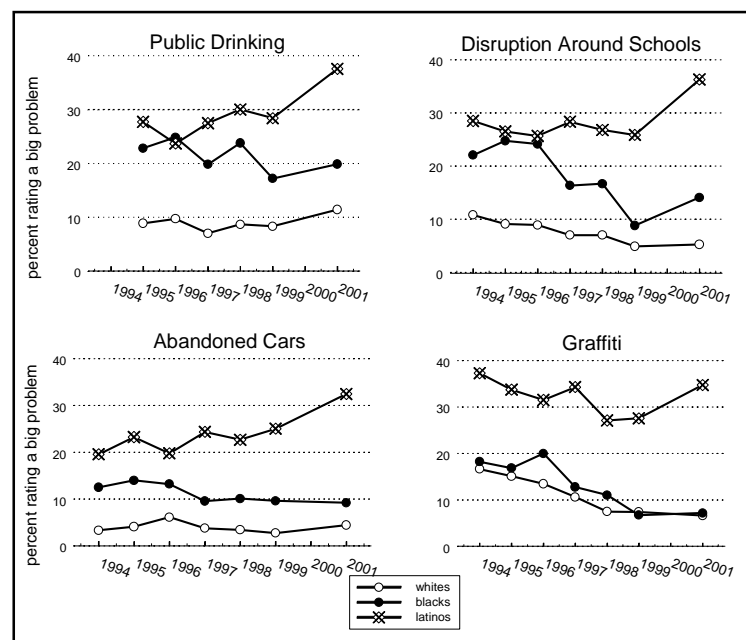 Public Drinking
percent rating a big problem
40
30
20
10
0
1994 1995 1996 1997 1998 1999 2000 2001
Disruption Around Schools
40
30
20
10
0
1994 1995 1996 1997 1998 1999 2000 2001
Abandoned Cars
percent rating a big problem
40
30
20
10
0
1994 1995 1996 1997 1998 1999 2000 2001
Graffiti
40
30
20
10
0
1994 1995 1996 1997 1998 1999 2000 2001
whites
blacks
latinos